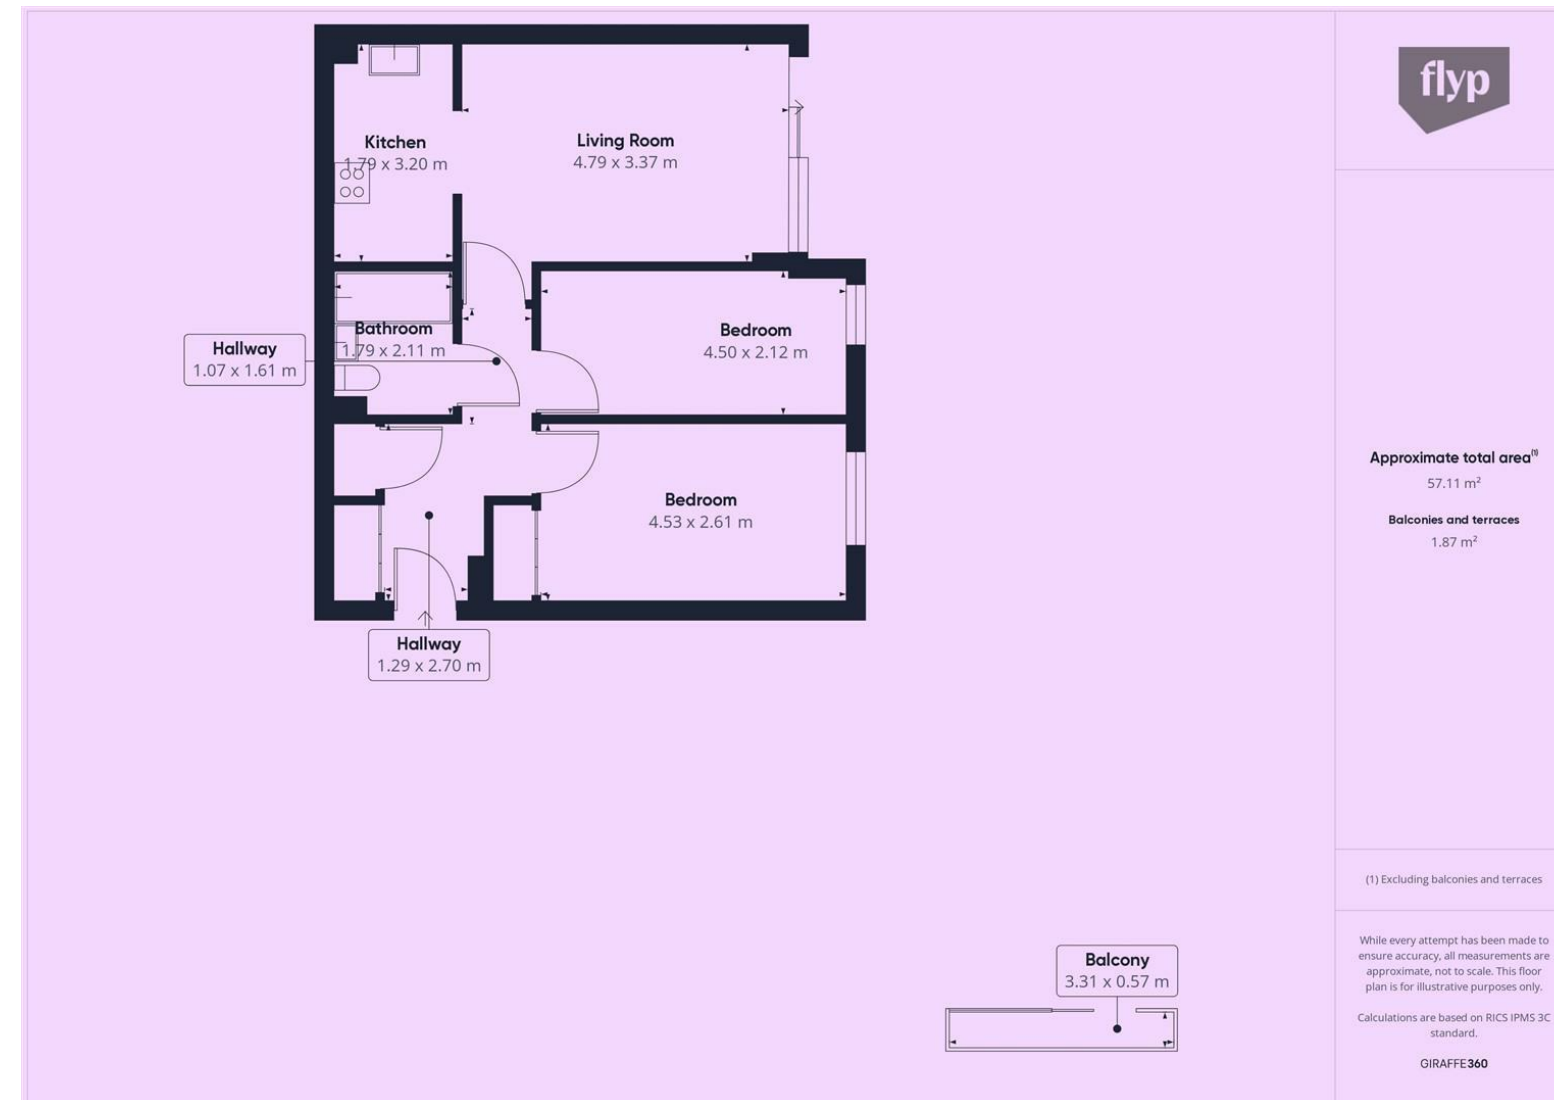 Kitchen
1.79 x 3.20 m
Living Room
4.79 x 3.37 m
Bathroom
1.79 x 2.11 m
Hallway
1.07 x 1.61 m
Bedroom
4.50 x 2.12 m
Bedroom
4.53 x 2.61 m
Hallway
1.29 x 2.70 m
Balcony
3.31 x 0.57 m
flyp
Approximate total area(1)
57.11 m²
Balconies and terraces
1.87 m²
(1) Excluding balconies and terraces
While every attempt has been made to
ensure accuracy, all measurements are
approximate, not to scale. This floor
plan is for illustrative purposes only.
Calculations are based on RICS IPMS 3C
standard.
GIRAFFE360